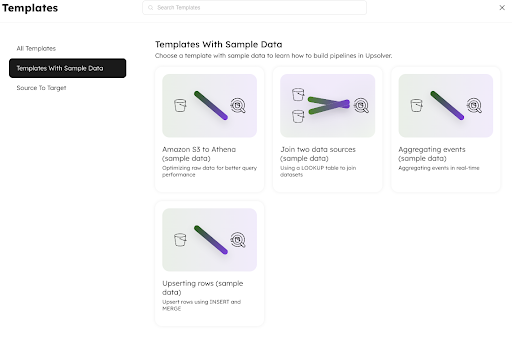 Templates
Search Templates
All Templates
Templates With Sample Data
Source To Target
Templates With Sample Data
Choose a template with sample data to learn how to build pipelines in Upsolver.
Amazon S3 to Athena
(sample data)
Optimizing raw data for better query
performance
Join two data sources
(sample data)
Using a LOOKUP table to join
datasets
Aggregating events
(sample data)
Aggregating events in real-time
Upserting rows (sample
data)
Upsert rows using INSERT and
MERGE